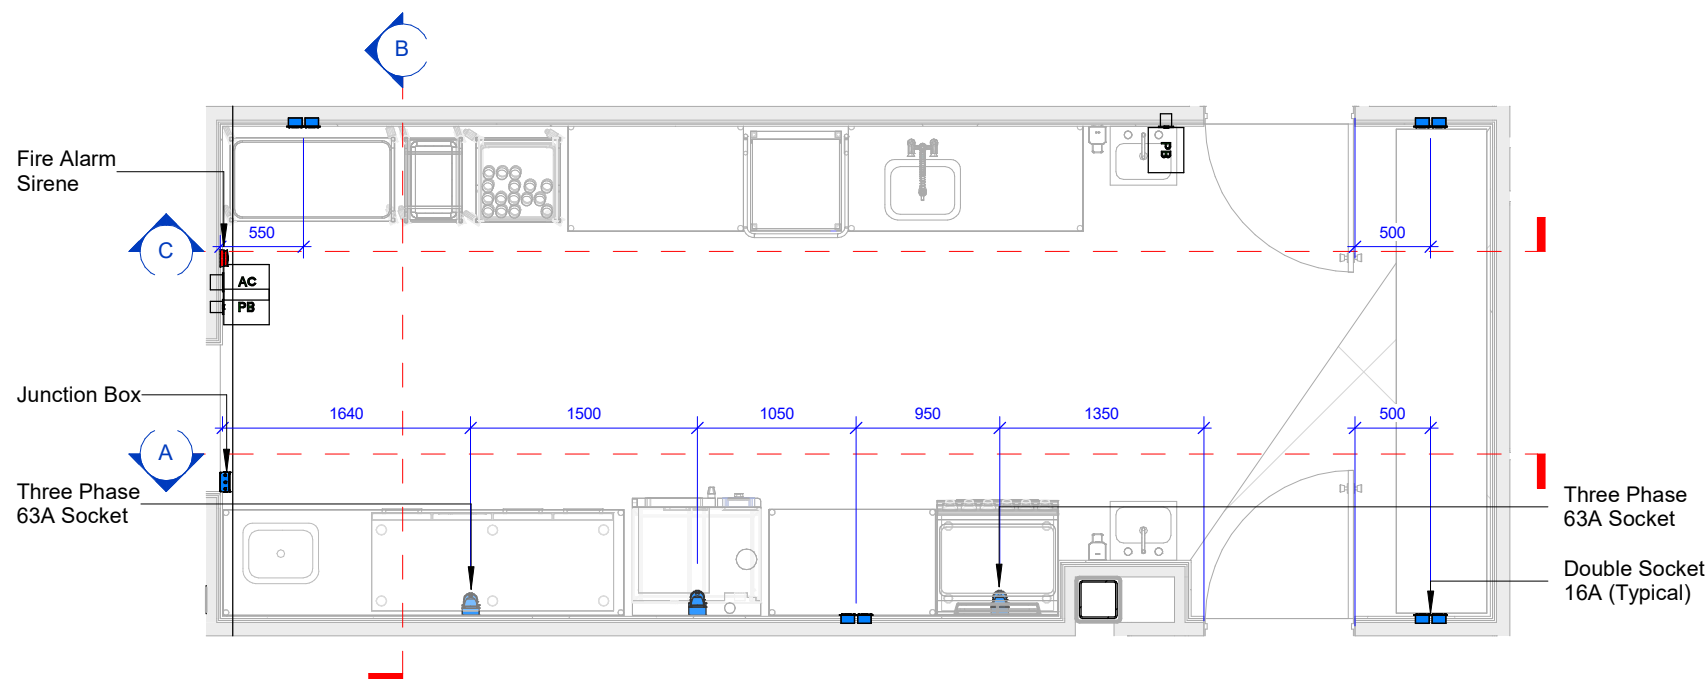 B
Fire Alarm
Sirene
PB
550
500
C
AC
PB
Junction Box
1640
1500
1050
950
1350
500
A
Three Phase
63A Socket
Three Phase
63A Socket
Double Socket
16A (Typical)